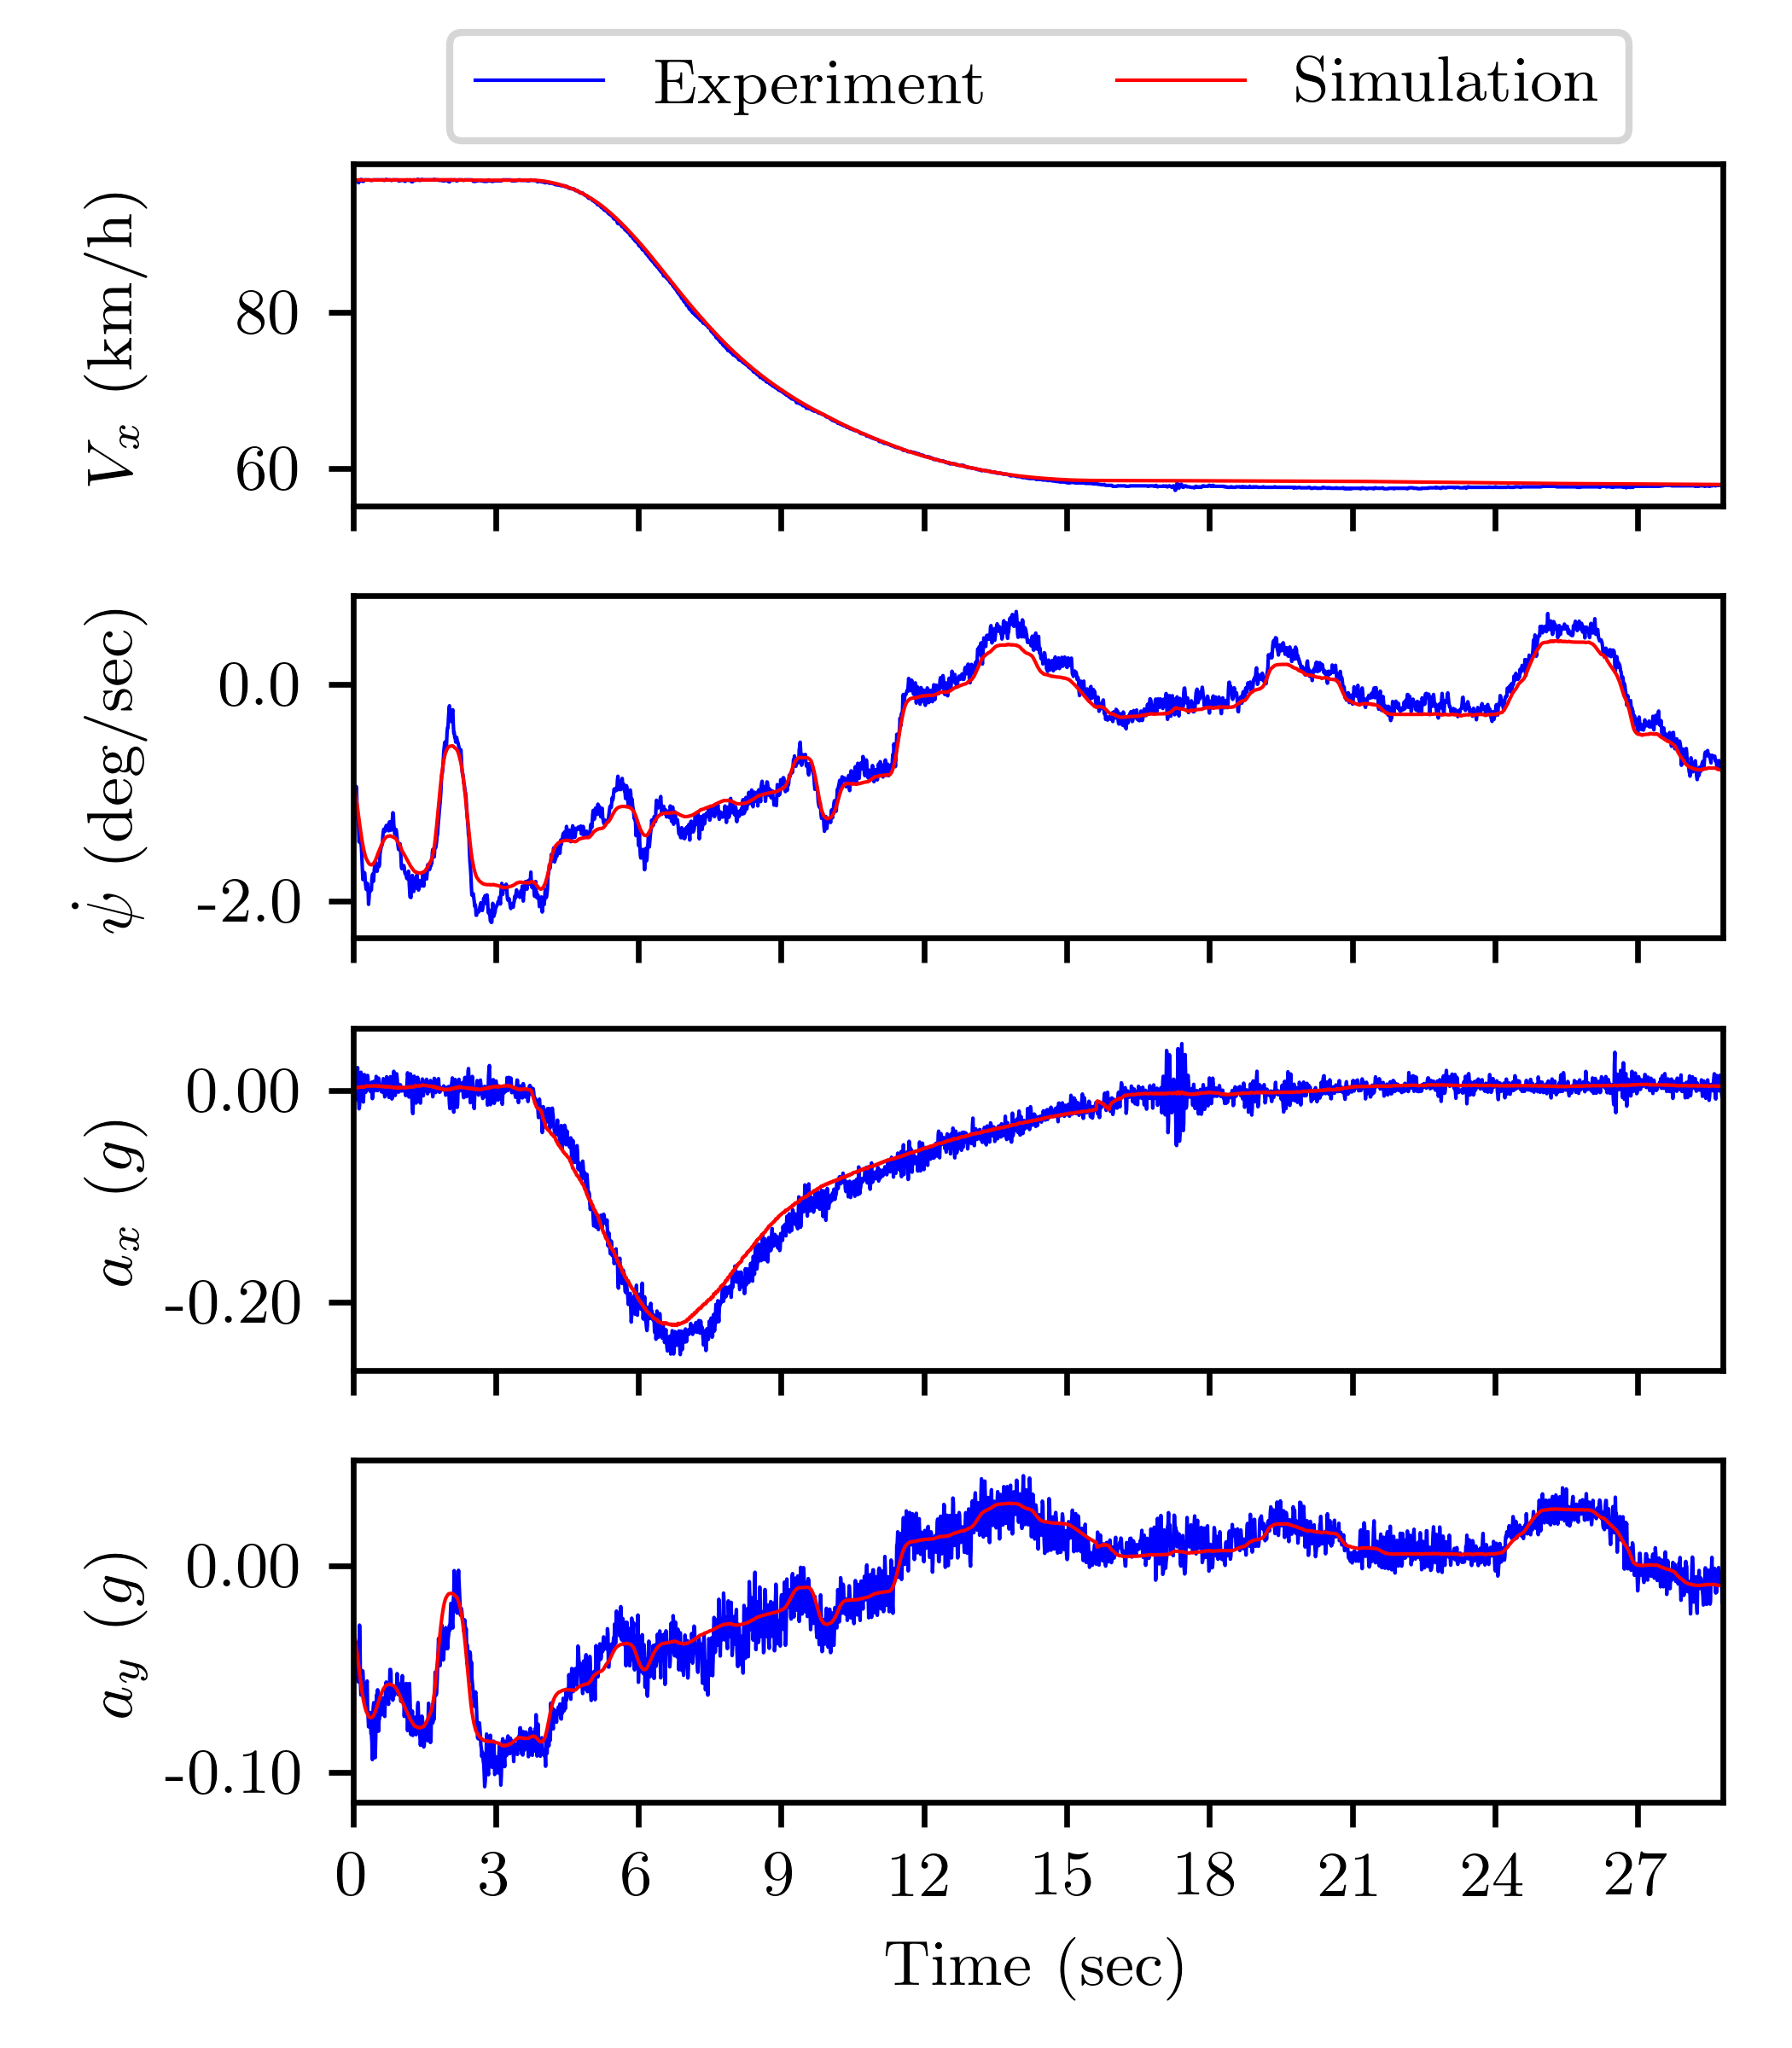 Experiment Simulation
V_x (km/h)
80
60
ψ̇ (deg/sec)
0.0
-2.0
a_x (g)
0.00
-0.20
a_y (g)
0.00
-0.10
0 3 6 9 12 15 18 21 24 27
Time (sec)